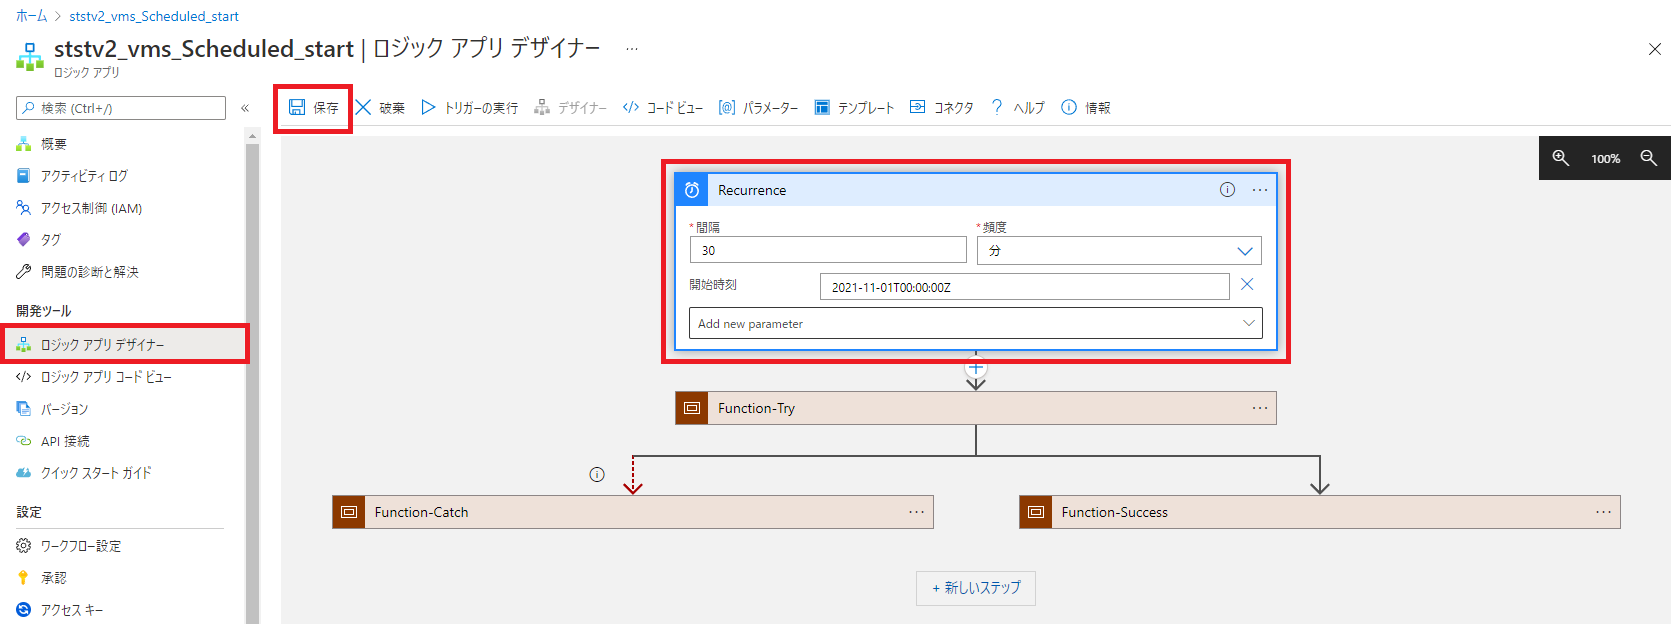 ホーム > ststv2_vms_Scheduled_start
ststv2_vms_Scheduled_start | ロジック アプリ デザイナー ...
ロジック アプリ
検索 (Ctrl+/)
«
概要
アクティビティ ログ
アクセス制御 (IAM)
タグ
問題の診断と解決
開発ツール
ロジック アプリ デザイナー
ロジック アプリ コード ビュー
バージョン
API 接続
クイック スタート ガイド
設定
ワークフロー設定
承認
アクセス キー
保存
破棄
トリガーの実行
デザイナー
コード ビュー
パラメーター
テンプレート
コネクタ
ヘルプ
情報
100%
Recurrence
*間隔
30
*頻度
分
開始時刻
2021-11-01T00:00:00Z
Add new parameter
Function-Try
Function-Catch
Function-Success
+ 新しいステップ